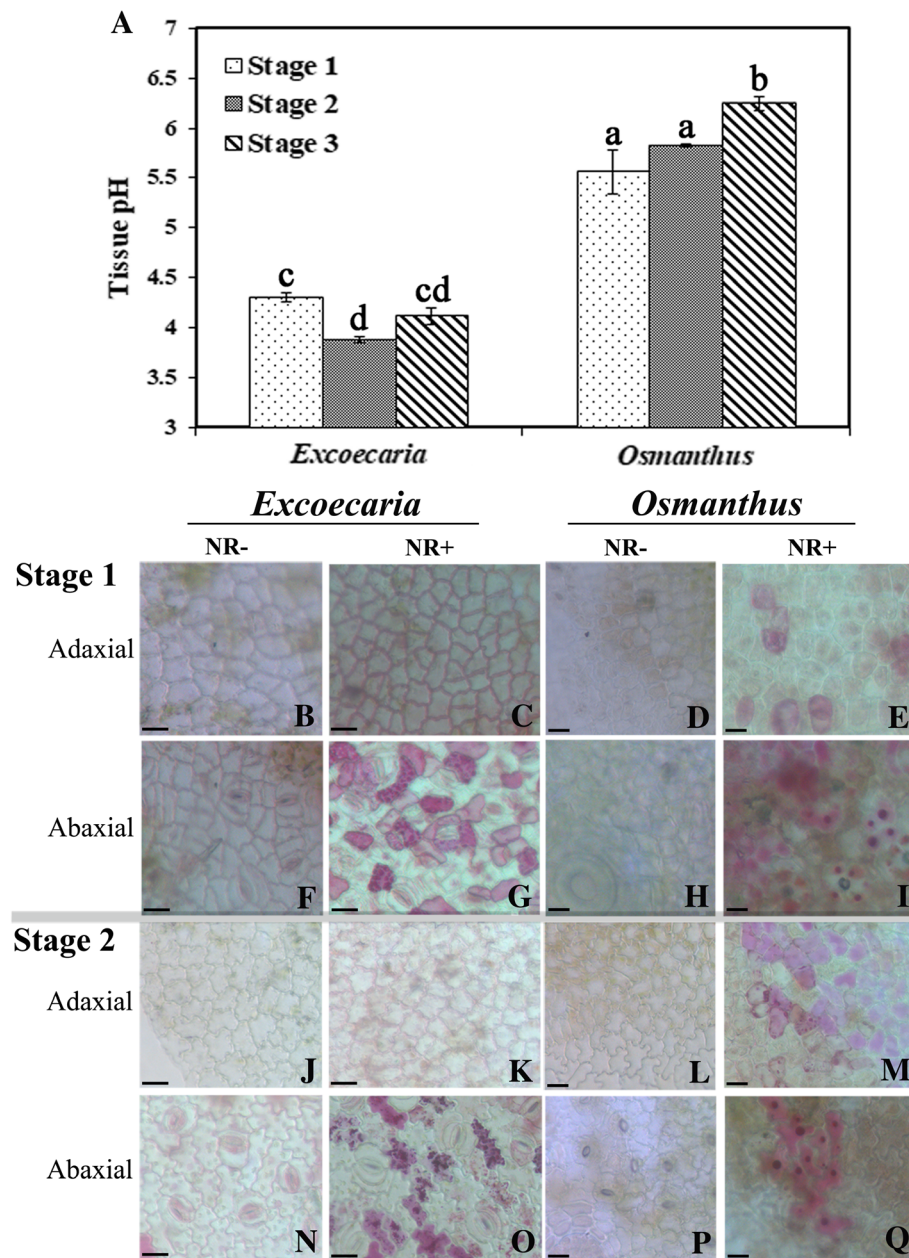 A
7
6.5
6
5.5
5
4.5
4
3.5
3
Tissue pH
Stage 1
Stage 2
Stage 3
c
d
cd
a
a
b
Excoecaria
Osmanthus
Excoecaria
Osmanthus
NR-
NR+
NR-
NR+
Stage 1
Adaxial
B
C
D
E
Abaxial
F
G
H
I
Stage 2
Adaxial
J
K
L
M
Abaxial
N
O
P
Q